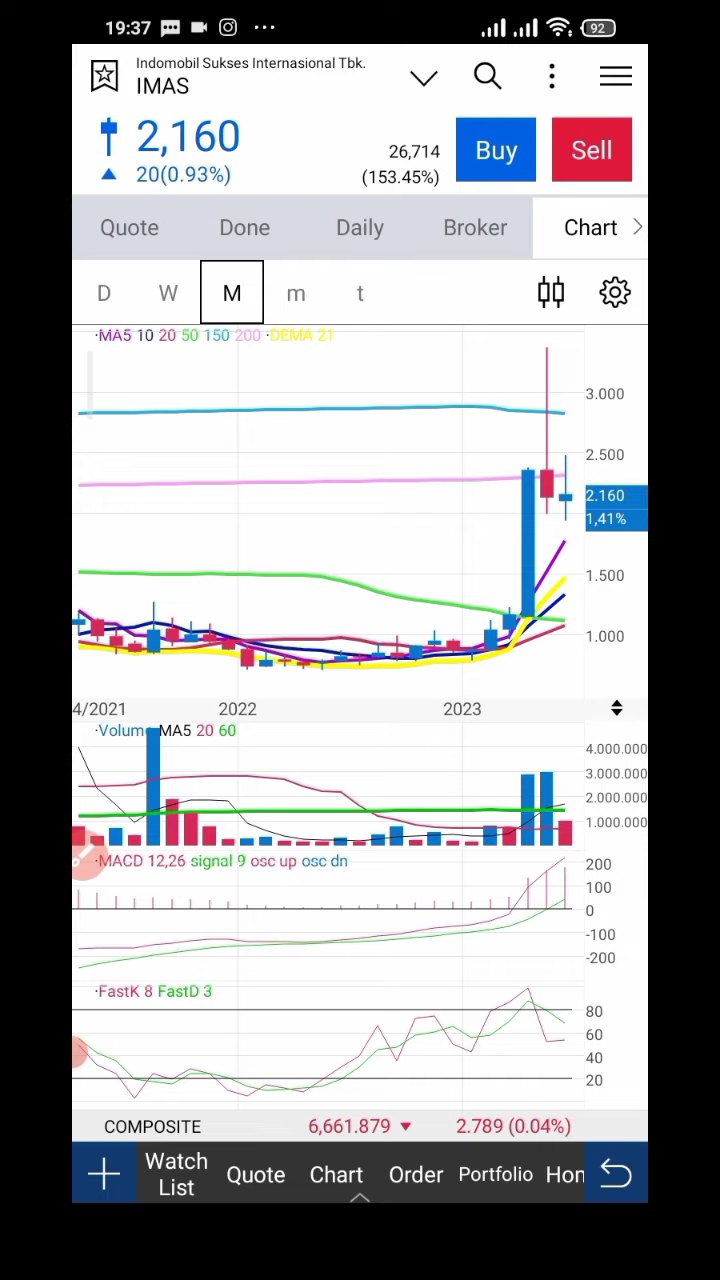 19:37 ... 92
Indomobil Sukses Internasional Tbk.
IMAS
2,160
20(0.93%)
26,714
(153.45%)
Buy
Sell
Quote Done Daily Broker Chart
D W M m t
·MA5 10 20 50 150 200 ·DEMA 21
3.000
2.500
2.160
1,41%
1.500
1.000
4/2021 2022 2023
·Volum MA5 20 60
4.000.000
3.000.000
2.000.000
1.000.000
·MACD 12,26 signal 9 osc up osc dn
200
100
0
-100
-200
·FastK 8 FastD 3
80
60
40
20
COMPOSITE 6,661.879 2.789 (0.04%)
Watch List Quote Chart Order Portfolio Hon